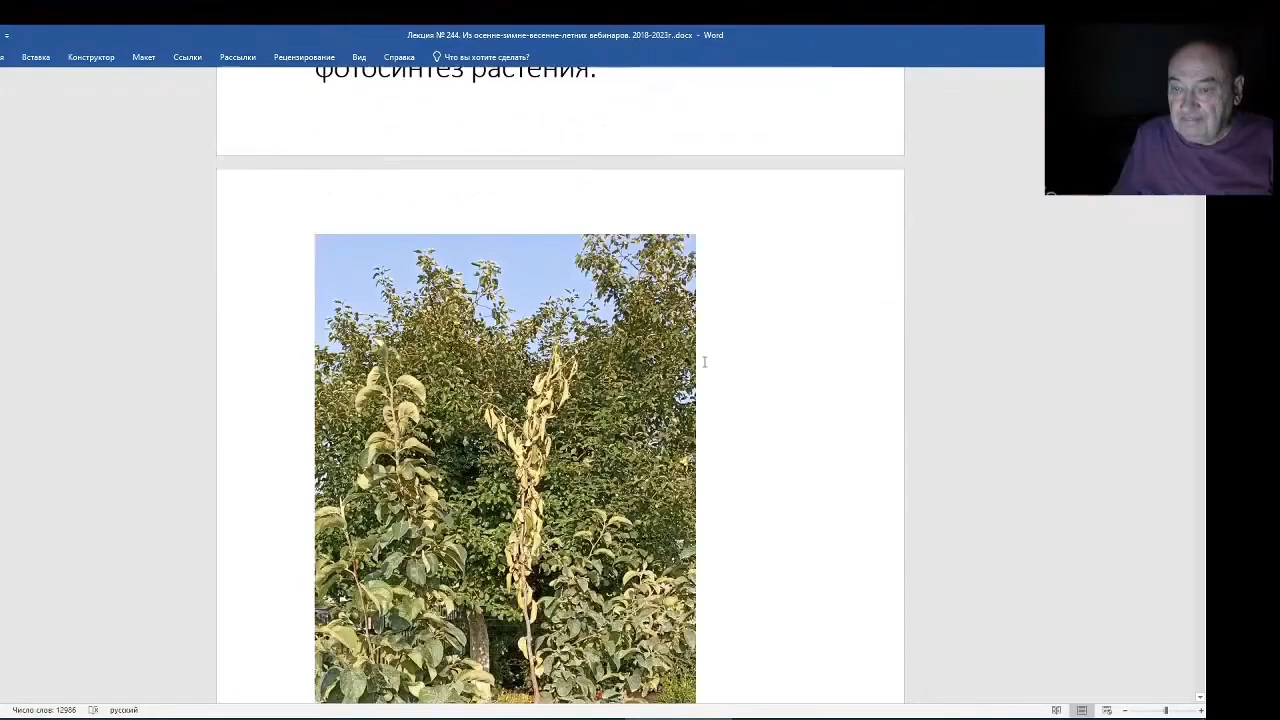 Лекция № 244. Из осенне-зимне-весенне-летних вебинаров. 2018-2023г..docx - Word
Вставка Конструктор Макет Ссылки Рассылки Рецензирование Вид Справка Что вы хотите сделать?
фотосинтез растения.
Число слов: 12986 русский